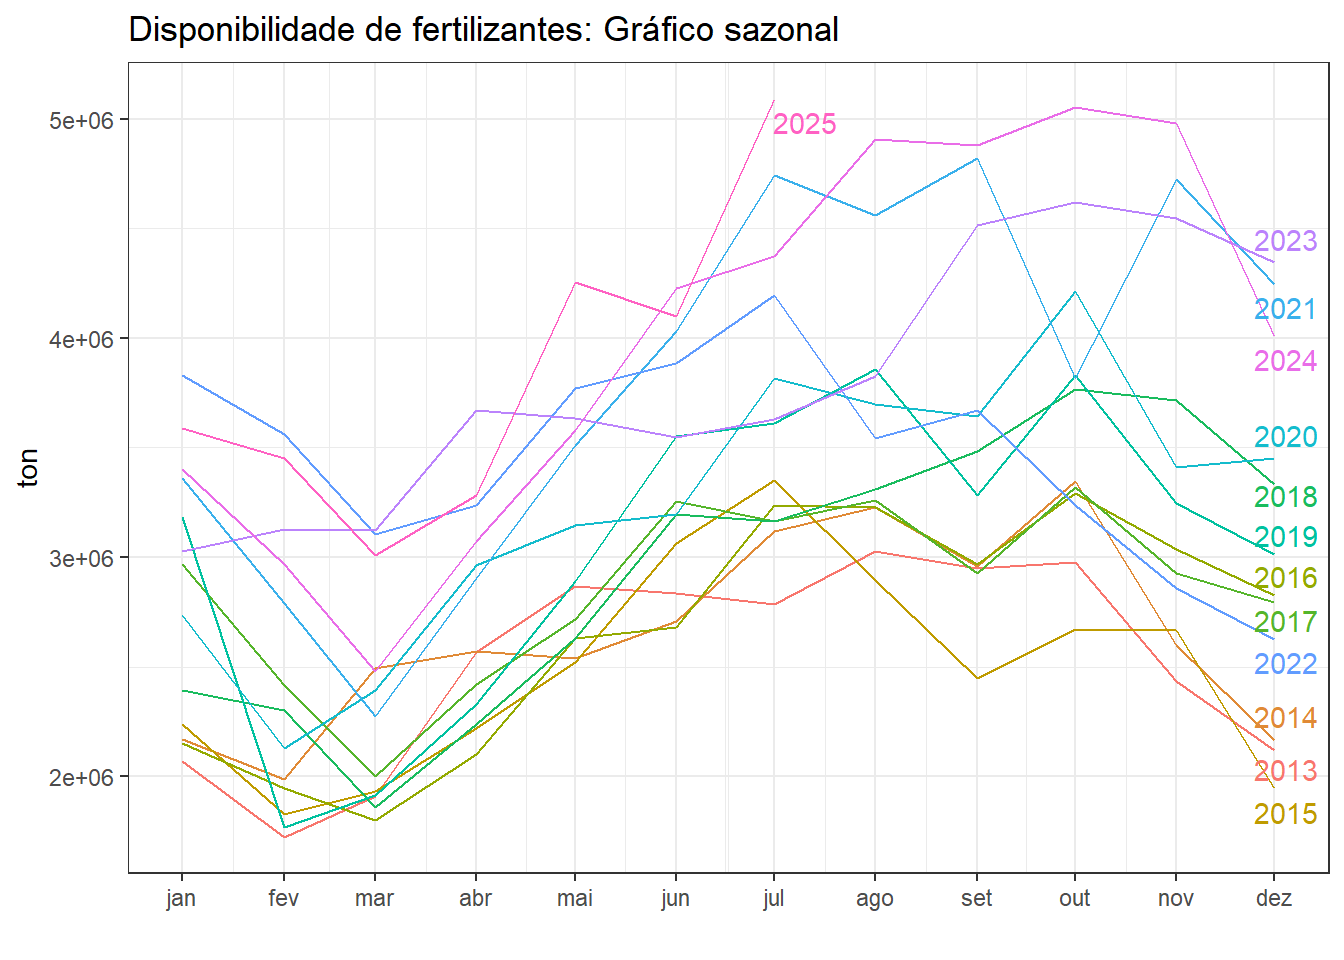 Disponibilidade de fertilizantes: Gráfico sazonal
5e+06
2025
2023
2021
4e+06
2024
2020
ton
2018
2019
3e+06
2016
2017
2022
2014
2e+06
2013
2015
jan fev mar abr mai jun jul ago set out nov dez